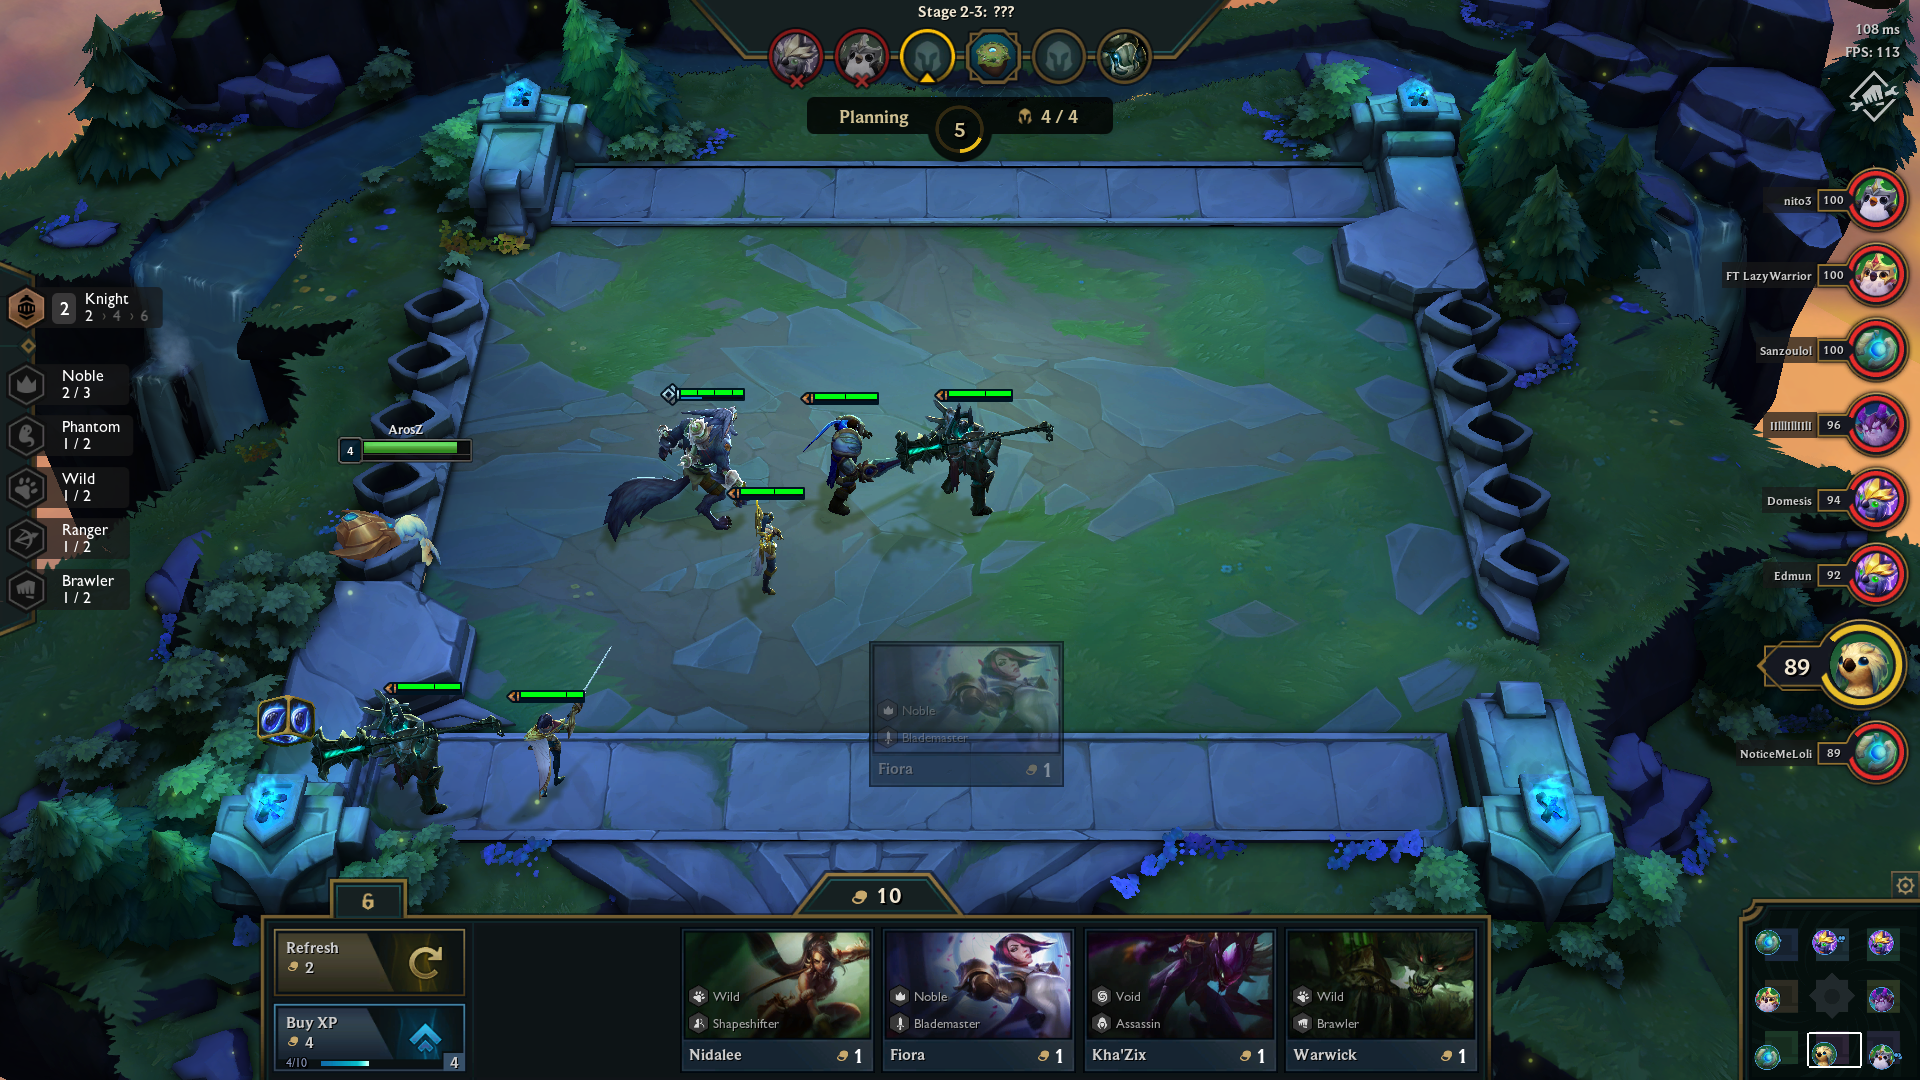 Stage 2-3: ???
108 ms
FPS: 113
Planning
5
4 / 4
nito3 100
FT LazyWarrior 100
Sanzoulol 100
96
Domesis 94
Edmun 92
89
NoticeMeLoli 89
2
Knight
2 › 4 › 6
Noble
2 / 3
Phantom
1 / 2
Wild
1 / 2
Ranger
1 / 2
Brawler
1 / 2
ArosZ
4
Noble
Blademaster
Fiora 1
6
10
Refresh
2
Buy XP
4
4/10
4
Wild
Shapeshifter
Nidalee 1
Noble
Blademaster
Fiora 1
Void
Assassin
Kha'Zix 1
Wild
Brawler
Warwick 1